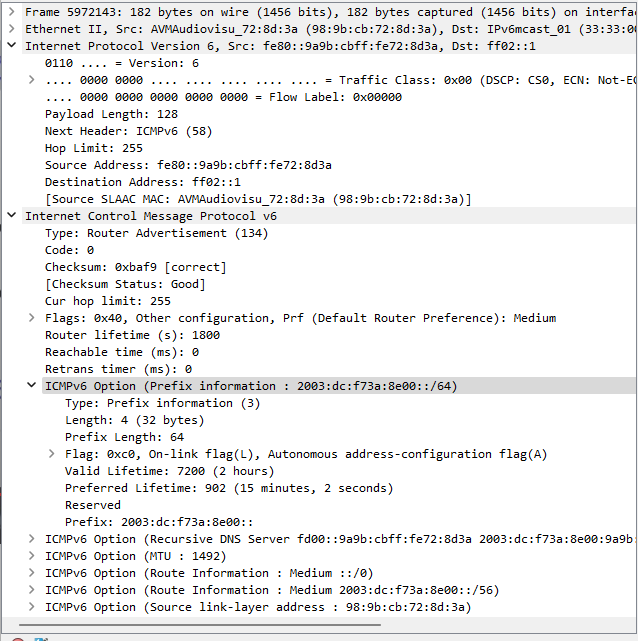 Frame 5972143: 182 bytes on wire (1456 bits), 182 bytes captured (1456 bits) on interfac
Ethernet II, Src: AVMAudiovisu_72:8d:3a (98:9b:cb:72:8d:3a), Dst: IPv6mcast_01 (33:33:00
Internet Protocol Version 6, Src: fe80::9a9b:cbff:fe72:8d3a, Dst: ff02::1
0110 .... = Version: 6
.... 0000 0000 .... .... .... .... .... = Traffic Class: 0x00 (DSCP: CS0, ECN: Not-EC
.... 0000 0000 0000 0000 0000 = Flow Label: 0x00000
Payload Length: 128
Next Header: ICMPv6 (58)
Hop Limit: 255
Source Address: fe80::9a9b:cbff:fe72:8d3a
Destination Address: ff02::1
[Source SLAAC MAC: AVMAudiovisu_72:8d:3a (98:9b:cb:72:8d:3a)]
Internet Control Message Protocol v6
Type: Router Advertisement (134)
Code: 0
Checksum: 0xbaf9 [correct]
[Checksum Status: Good]
Cur hop limit: 255
Flags: 0x40, Other configuration, Prf (Default Router Preference): Medium
Router lifetime (s): 1800
Reachable time (ms): 0
Retrans timer (ms): 0
ICMPv6 Option (Prefix information : 2003:dc:f73a:8e00::/64)
Type: Prefix information (3)
Length: 4 (32 bytes)
Prefix Length: 64
Flag: 0xc0, On-link flag(L), Autonomous address-configuration flag(A)
Valid Lifetime: 7200 (2 hours)
Preferred Lifetime: 902 (15 minutes, 2 seconds)
Reserved
Prefix: 2003:dc:f73a:8e00::
ICMPv6 Option (Recursive DNS Server fd00::9a9b:cbff:fe72:8d3a 2003:dc:f73a:8e00:9a9b:
ICMPv6 Option (MTU : 1492)
ICMPv6 Option (Route Information : Medium ::/0)
ICMPv6 Option (Route Information : Medium 2003:dc:f73a:8e00::/56)
ICMPv6 Option (Source link-layer address : 98:9b:cb:72:8d:3a)